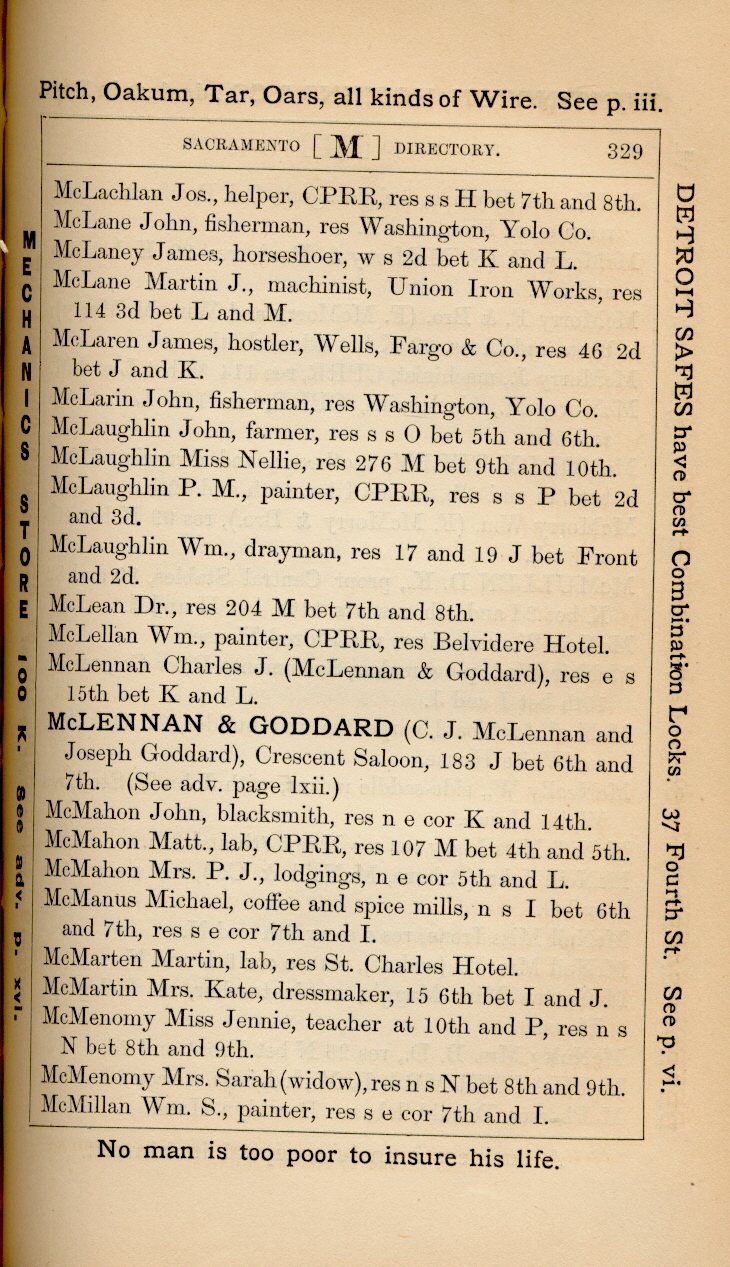 Pitch, Oakum, Tar, Oars, all kinds of Wire. See p. iii.
SACRAMENTO [ M ] DIRECTORY. 329
McLachlan Jos., helper, CPRR, res s s H bet 7th and 8th.
McLane John, fisherman, res Washington, Yolo Co.
McLaney James, horseshoer, w s 2d bet K and L.
McLane Martin J., machinist, Union Iron Works, res
114 3d bet L and M.
McLaren James, hostler, Wells, Fargo & Co., res 46 2d
bet J and K.
McLarin John, fisherman, res Washington, Yolo Co.
McLaughlin John, farmer, res s s O bet 5th and 6th.
McLaughlin Miss Nellie, res 276 M bet 9th and 10th.
McLaughlin P. M., painter, CPRR, res s s P bet 2d
and 3d.
McLaughlin Wm., drayman, res 17 and 19 J bet Front
and 2d.
McLean Dr., res 204 M bet 7th and 8th.
McLellan Wm., painter, CPRR, res Belvidere Hotel.
McLennan Charles J. (McLennan & Goddard), res e s
15th bet K and L.
McLENNAN & GODDARD (C. J. McLennan and
Joseph Goddard), Crescent Saloon, 183 J bet 6th and
7th. (See adv. page lxii.)
McMahon John, blacksmith, res n e cor K and 14th.
McMahon Matt., lab, CPRR, res 107 M bet 4th and 5th.
McMahon Mrs. P. J., lodgings, n e cor 5th and L.
McManus Michael, coffee and spice mills, n s I bet 6th
and 7th, res s e cor 7th and I.
McMarten Martin, lab, res St. Charles Hotel.
McMartin Mrs. Kate, dressmaker, 15 6th bet I and J.
McMenomy Miss Jennie, teacher at 10th and P, res n s
N bet 8th and 9th.
McMenomy Mrs. Sarah (widow), res n s N bet 8th and 9th.
McMillan Wm. S., painter, res s e cor 7th and I.
No man is too poor to insure his life.
MECHANICS STORE 100 K. See adv. p. xvi.
DETROIT SAFES have best Combination Locks. 37 Fourth St. See p. vi.